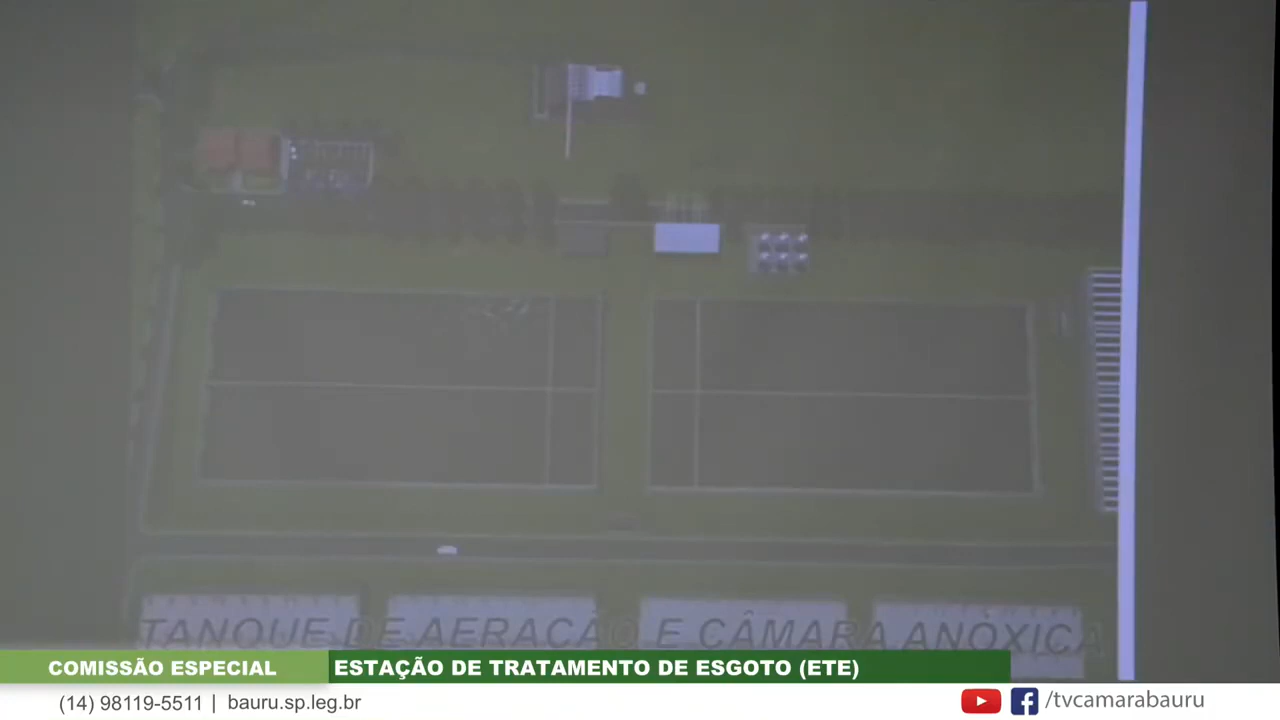 TANQUE DE AERAÇÃO E CÂMARA ANÓXICA
COMISSÃO ESPECIAL
ESTAÇÃO DE TRATAMENTO DE ESGOTO (ETE)
(14) 98119-5511 | bauru.sp.leg.br
/tvcamarabauru